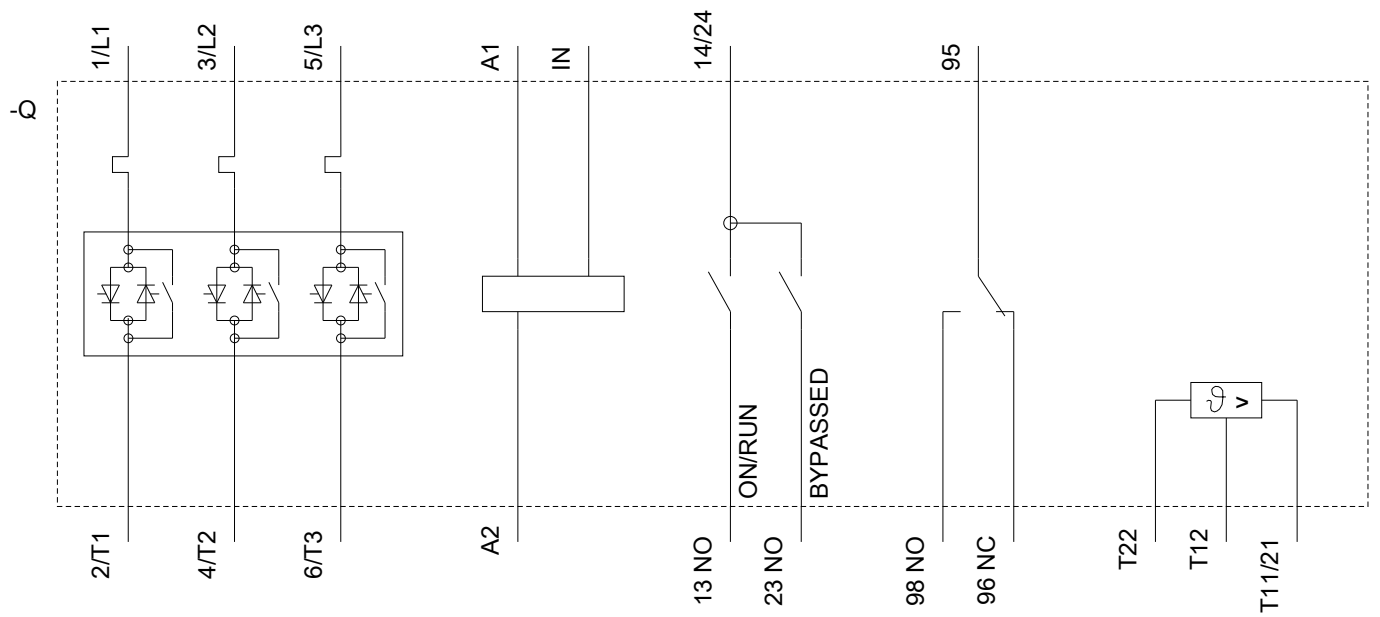 1/L1
3/L2
5/L3
A1
IN
14/24
95
-Q
ON/RUN
BYPASSED
ϑ >
2/T1
4/T2
6/T3
A2
13 NO
23 NO
98 NO
96 NC
T22
T12
T11/21